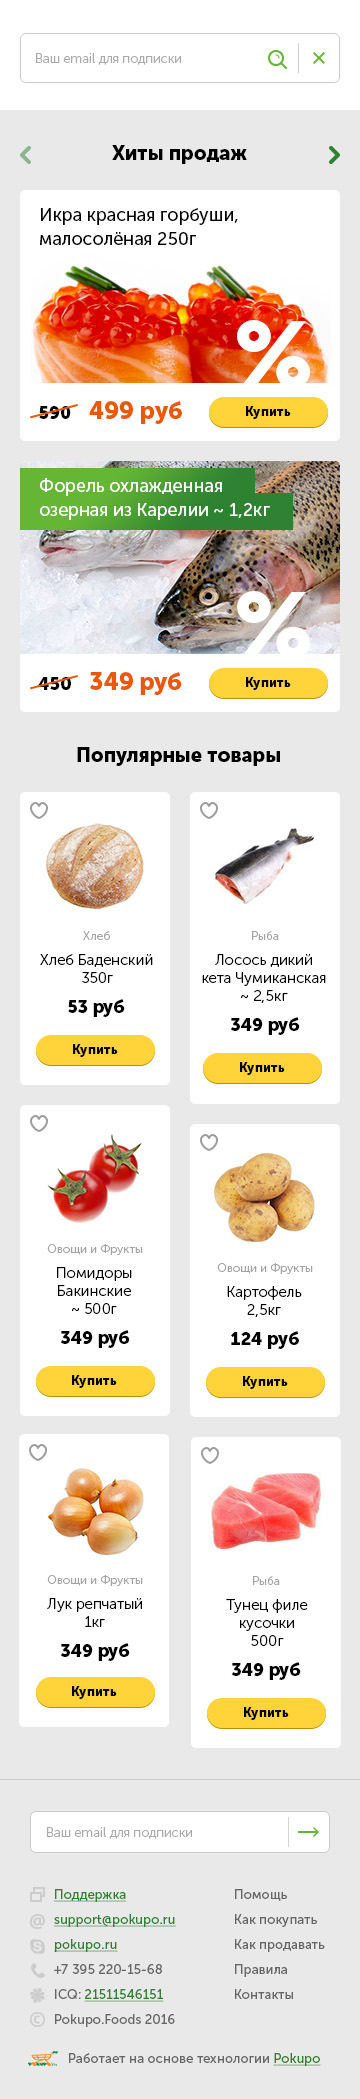 Ваш email для подписки
Хиты продаж
Икра красная горбуши,
малосолёная 250г
%
590 499 руб Купить
Форель охлажденная
озерная из Карелии ~ 1,2кг
%
450 349 руб Купить
Популярные товары
Хлеб
Хлеб Баденский
350г
53 руб
Купить
Рыба
Лосось дикий
кета Чумиканская
~ 2,5кг
349 руб
Купить
Овощи и Фрукты
Помидоры
Бакинские
~ 500г
349 руб
Купить
Овощи и Фрукты
Картофель
2,5кг
124 руб
Купить
Овощи и Фрукты
Лук репчатый
1кг
349 руб
Купить
Рыба
Тунец филе
кусочки
500г
349 руб
Купить
Ваш email для подписки
Поддержка
support@pokupo.ru
pokupo.ru
+7 395 220-15-68
ICQ: 21511546151
© Pokupo.Foods 2016
Помощь
Как покупать
Как продавать
Правила
Контакты
Работает на основе технологии Pokupo